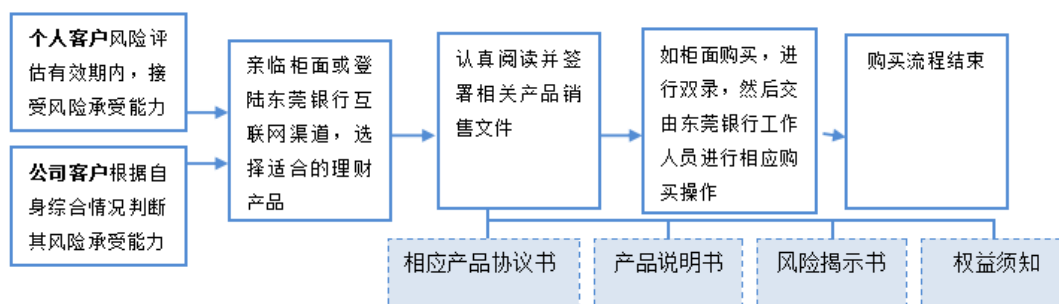 个人客户风险评
估有效期内，接
受风险承受能力
公司客户根据自
身综合情况判断
其风险承受能力
亲临柜面或登
陆东莞银行互
联网渠道，选
择适合的理财
产品
认真阅读并签
署相关产品销
售文件
如柜面购买，进
行双录，然后交
由东莞银行工作
人员进行相应购
买操作
购买流程结束
相应产品协议书
产品说明书
风险揭示书
权益须知